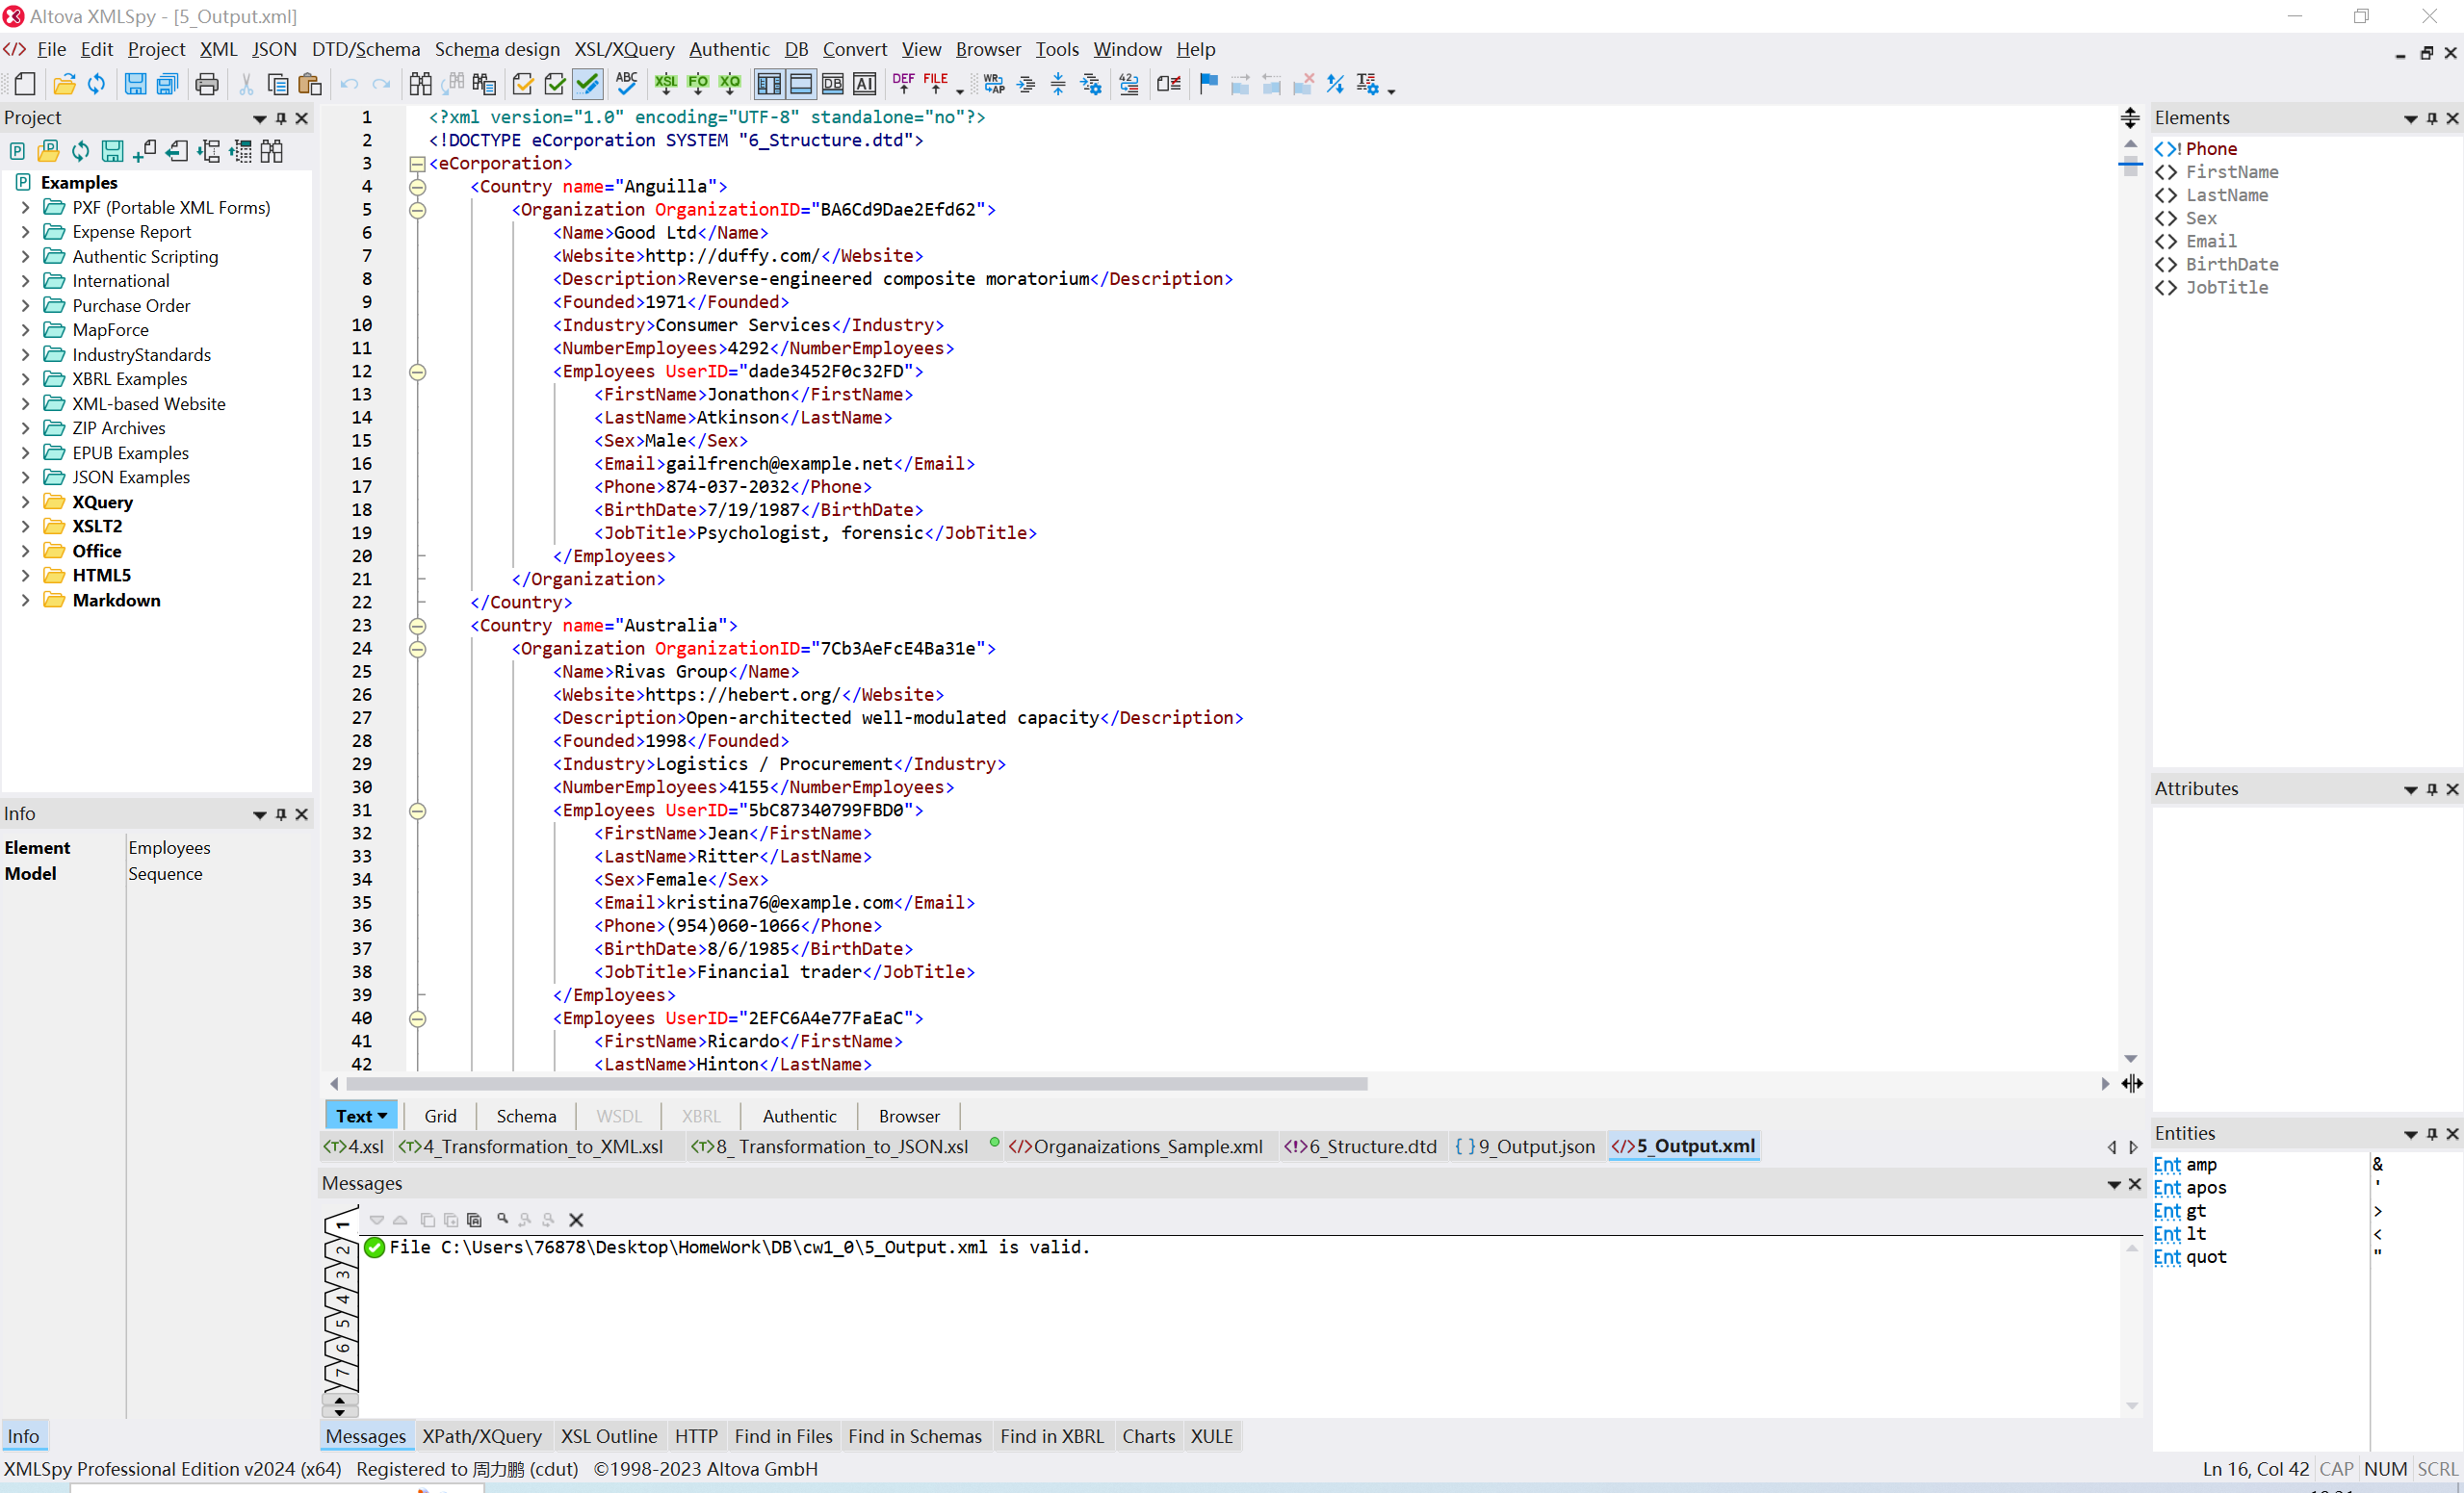 Altova XMLSpy - [5_Output.xml]
File Edit Project XML JSON DTD/Schema Schema design XSL/XQuery Authentic DB Convert View Browser Tools Window Help
ABC XSL FO XQ DB AI DEF FILE WR AP 42
Project
Examples
PXF (Portable XML Forms)
Expense Report
Authentic Scripting
International
Purchase Order
MapForce
IndustryStandards
XBRL Examples
XML-based Website
ZIP Archives
EPUB Examples
JSON Examples
XQuery
XSLT2
Office
HTML5
Markdown
Info
Element Employees
Model Sequence
Info
1 <?xml version="1.0" encoding="UTF-8" standalone="no"?>
2 <!DOCTYPE eCorporation SYSTEM "6_Structure.dtd">
3 <eCorporation>
4 <Country name="Anguilla">
5 <Organization OrganizationID="BA6Cd9Dae2Efd62">
6 <Name>Good Ltd</Name>
7 <Website>http://duffy.com/</Website>
8 <Description>Reverse-engineered composite moratorium</Description>
9 <Founded>1971</Founded>
10 <Industry>Consumer Services</Industry>
11 <NumberEmployees>4292</NumberEmployees>
12 <Employees UserID="dade3452F0c32FD">
13 <FirstName>Jonathon</FirstName>
14 <LastName>Atkinson</LastName>
15 <Sex>Male</Sex>
16 <Email>gailfrench@example.net</Email>
17 <Phone>874-037-2032</Phone>
18 <BirthDate>7/19/1987</BirthDate>
19 <JobTitle>Psychologist, forensic</JobTitle>
20 </Employees>
21 </Organization>
22 </Country>
23 <Country name="Australia">
24 <Organization OrganizationID="7Cb3AeFcE4Ba31e">
25 <Name>Rivas Group</Name>
26 <Website>https://hebert.org/</Website>
27 <Description>Open-architected well-modulated capacity</Description>
28 <Founded>1998</Founded>
29 <Industry>Logistics / Procurement</Industry>
30 <NumberEmployees>4155</NumberEmployees>
31 <Employees UserID="5bC87340799FBD0">
32 <FirstName>Jean</FirstName>
33 <LastName>Ritter</LastName>
34 <Sex>Female</Sex>
35 <Email>kristina76@example.com</Email>
36 <Phone>(954)060-1066</Phone>
37 <BirthDate>8/6/1985</BirthDate>
38 <JobTitle>Financial trader</JobTitle>
39 </Employees>
40 <Employees UserID="2EFC6A4e77FaEaC">
41 <FirstName>Ricardo</FirstName>
42 <LastName>Hinton</LastName>
Text Grid Schema WSDL XBRL Authentic Browser
4.xsl 4_Transformation_to_XML.xsl 8_ Transformation_to_JSON.xsl Organaizations_Sample.xml 6_Structure.dtd 9_Output.json 5_Output.xml
Messages
1 2 3 4 5 6 7
File C:\Users\76878\Desktop\HomeWork\DB\cw1_0\5_Output.xml is valid.
Messages XPath/XQuery XSL Outline HTTP Find in Files Find in Schemas Find in XBRL Charts XULE
Elements
<>! Phone
<> FirstName
<> LastName
<> Sex
<> Email
<> BirthDate
<> JobTitle
Attributes
Entities
Ent amp &
Ent apos '
Ent gt >
Ent lt <
Ent quot "
XMLSpy Professional Edition v2024 (x64) Registered to 周力鹏 (cdut) ©1998-2023 Altova GmbH
Ln 16, Col 42 CAP NUM SCRL